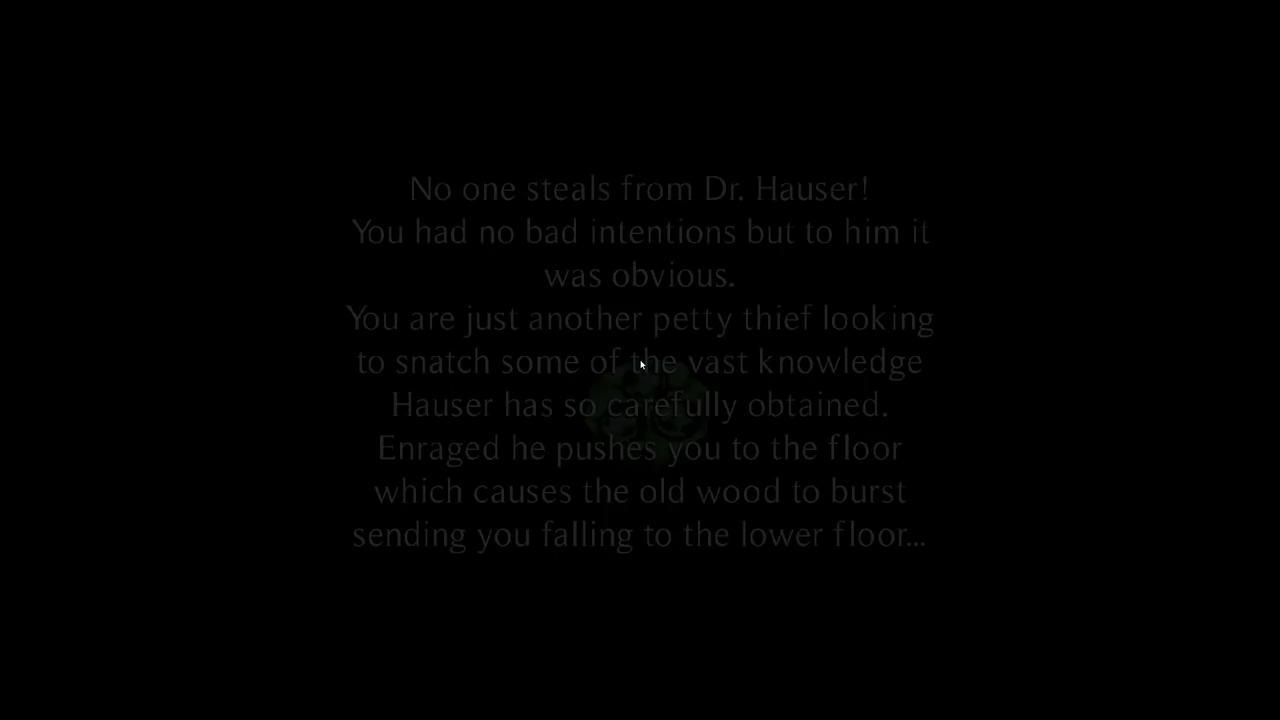 No one steals from Dr. Hauser!
You had no bad intentions but to him it
was obvious.
You are just another petty thief looking
to snatch some of the vast knowledge
Hauser has so carefully obtained.
Enraged he pushes you to the floor
which causes the old wood to burst
sending you falling to the lower floor...